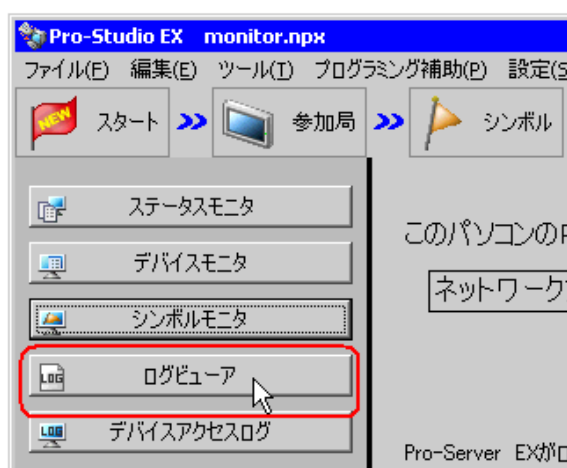 Pro-Studio EX monitor.npx
ファイル(F) 編集(E) ツール(T) プログラミング補助(P) 設定(S
NEW スタート 参加局 シンボル
ステータスモニタ
このパソコンのP
デバイスモニタ
ネットワーク
シンボルモニタ
LOG ログビューア
LOG デバイスアクセスログ
Pro-Server EXが